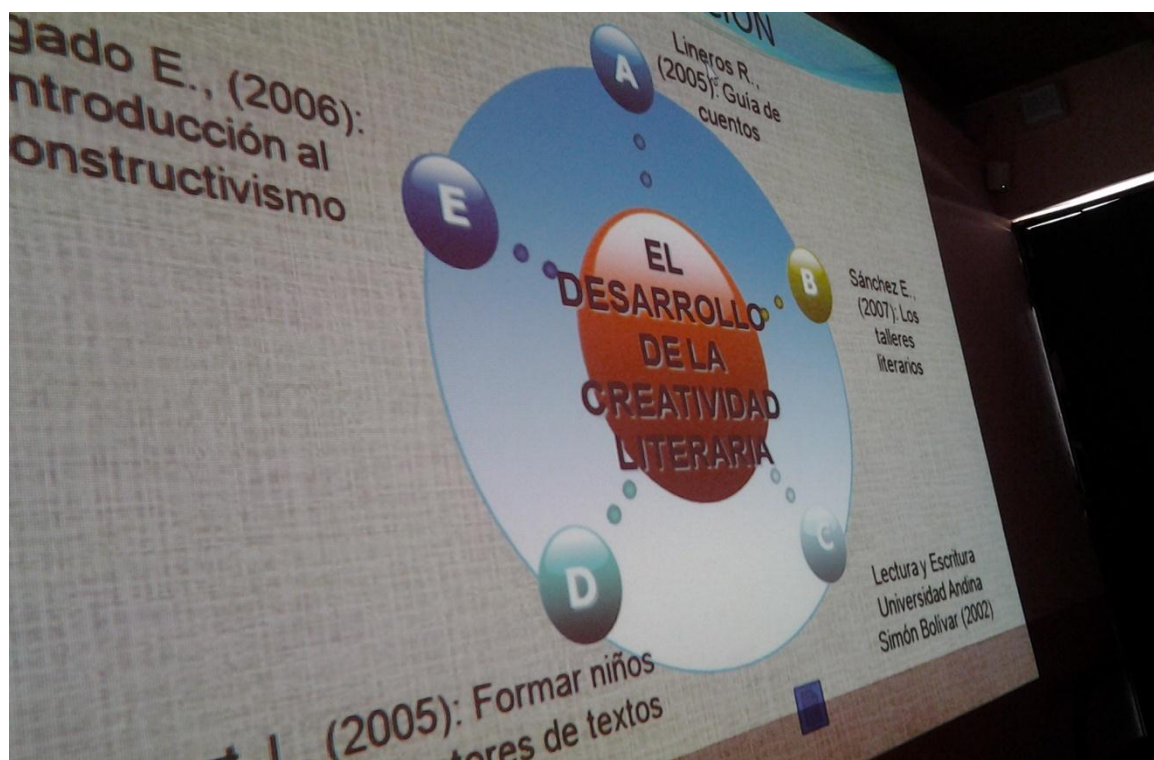 CIÓN
A
Lineros R.,
(2005): Guía de
cuentos
gado E., (2006):
ntroducción al
onstructivismo
E
EL
DESARROLLO
DE LA
CREATIVIDAD
LITERARIA
B
Sánchez E.,
(2007): Los
talleres
literarios
C
Lectura y Escritura
Universidad Andina
Simón Bolívar (2002)
D
(2005): Formar niños
tores de textos